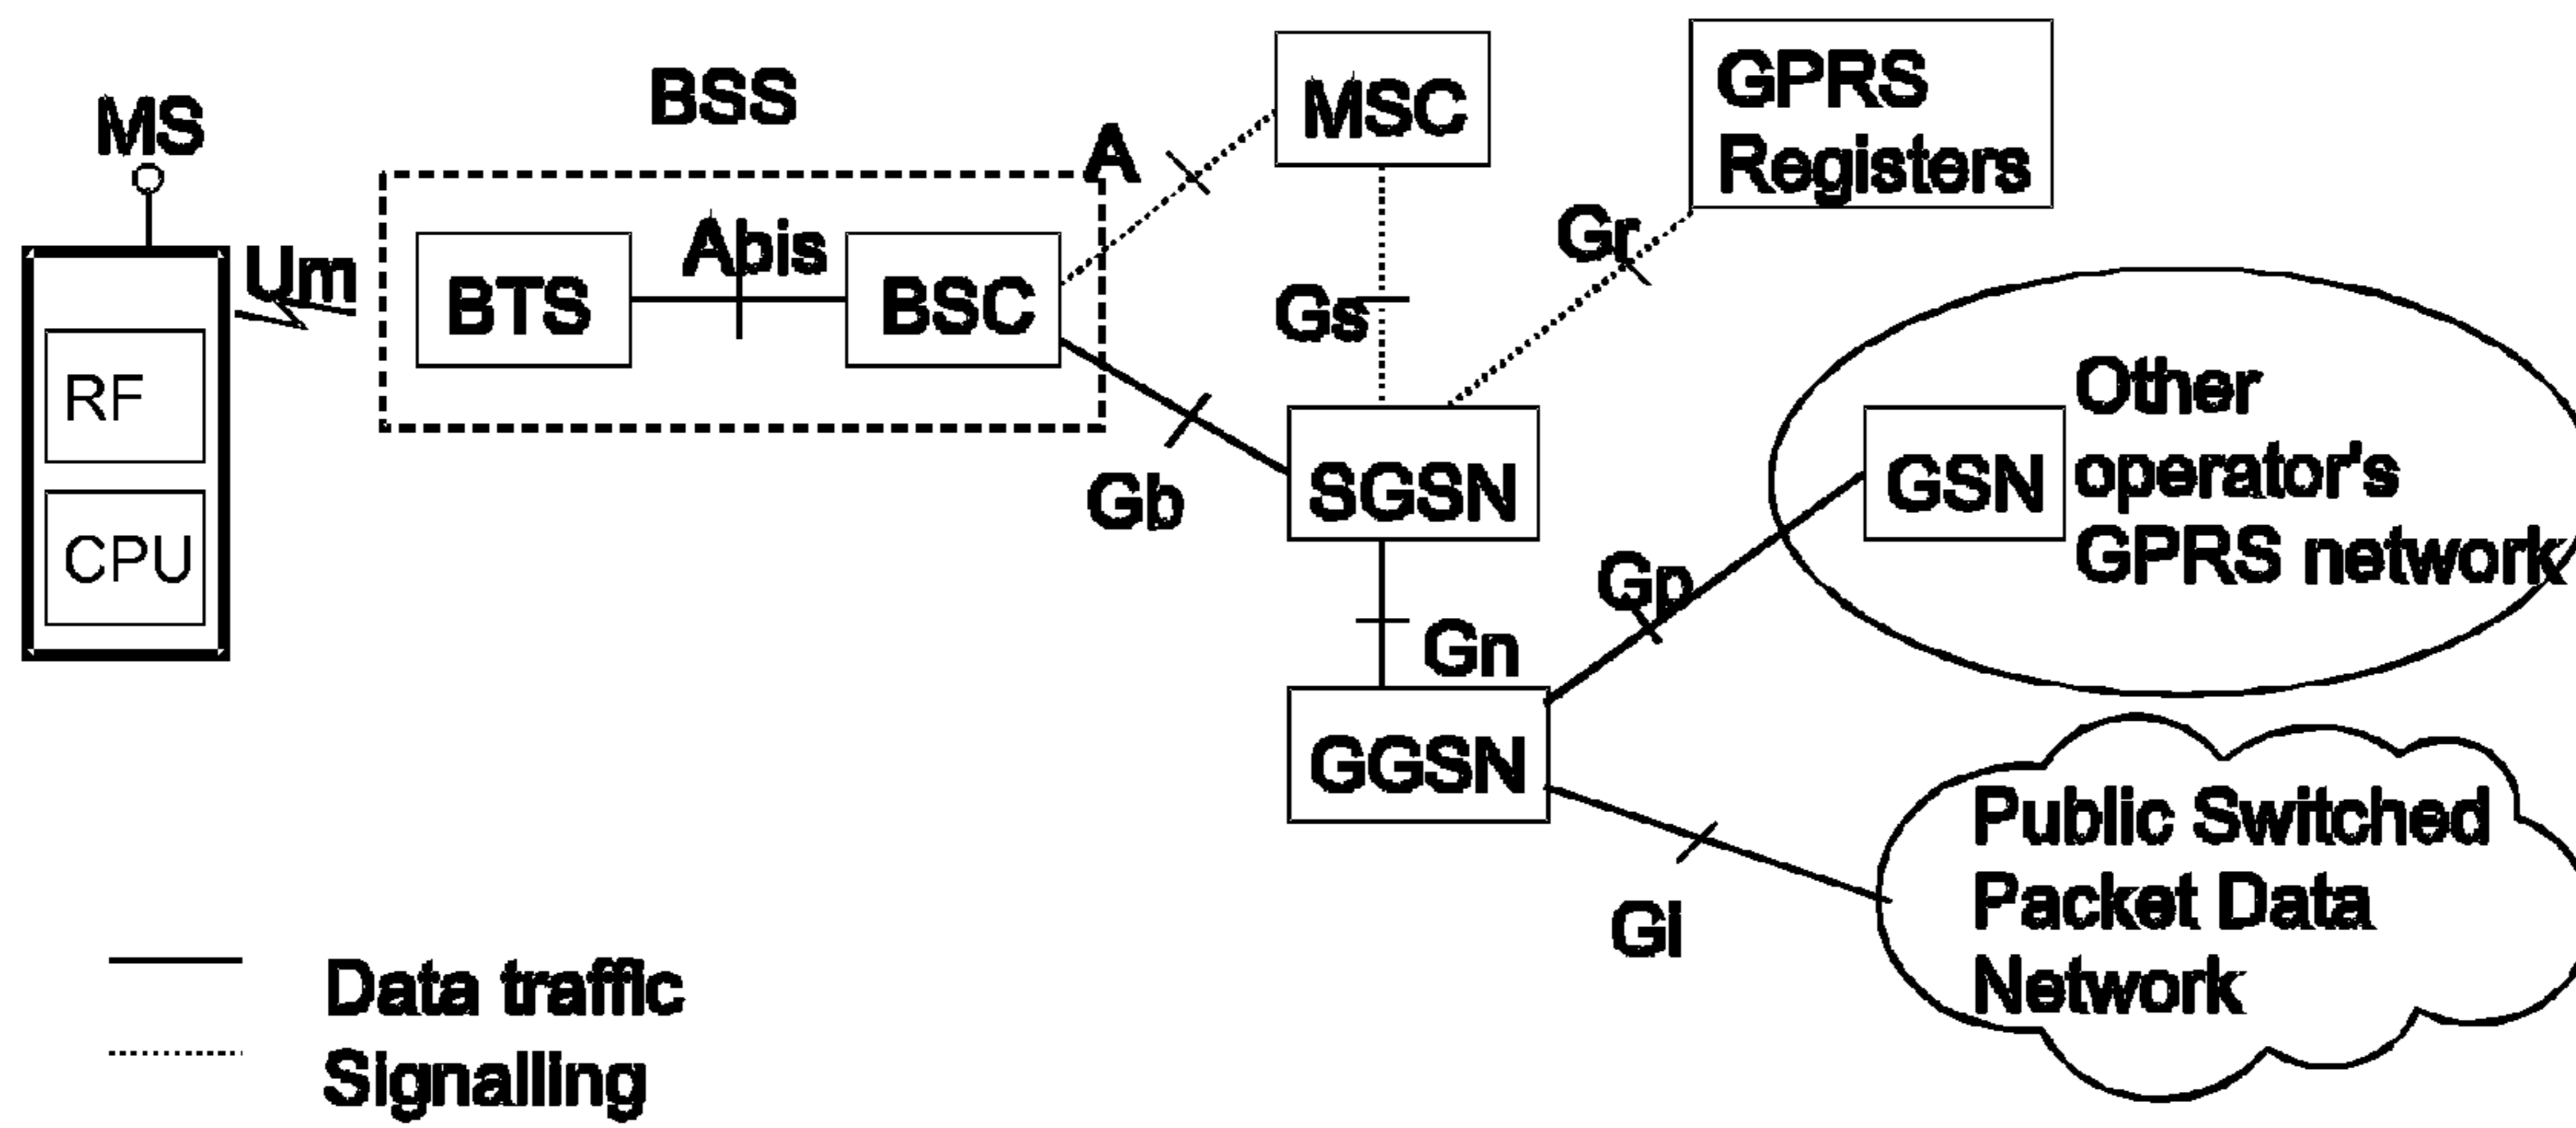 MS
BSS
MSC
GPRS
Registers
A
Um
Abis
BTS
BSC
Gr
Gs
RF
CPU
Gb
SGSN
GSN
Other
operator's
GPRS network
Gp
Gn
GGSN
Gi
Public Switched
Packet Data
Network
Data traffic
Signalling